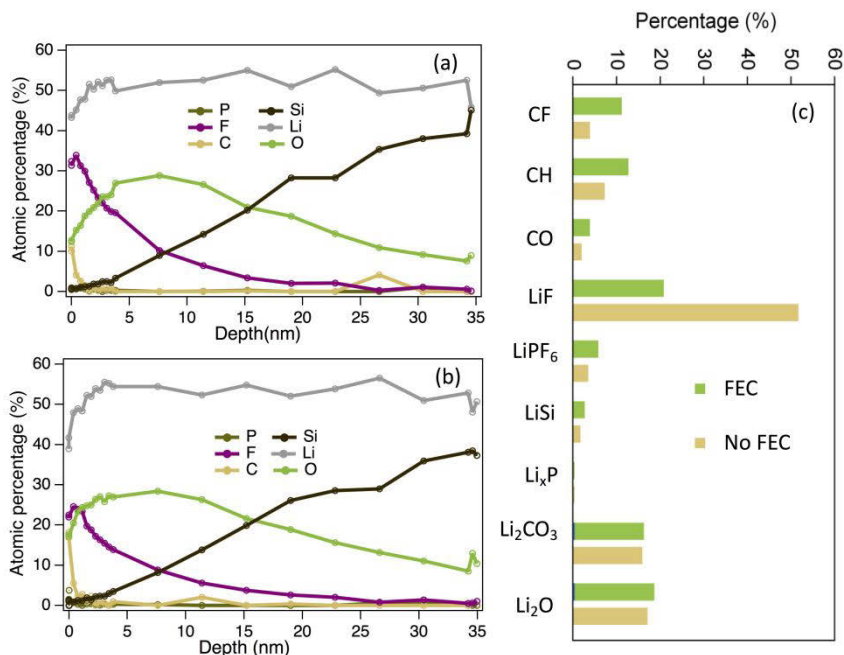 (a)
60
50
40
30
20
10
0
Atomic percentage (%)
P Si
F Li
C O
0 5 10 15 20 25 30 35
Depth(nm)
(b)
60
50
40
30
20
10
0
Atomic percentage (%)
P Si
F Li
C O
0 5 10 15 20 25 30 35
Depth (nm)
Percentage (%)
0 10 20 30 40 50 60
(c)
CF
CH
CO
LiF
LiPF₆
LiSi
LiₓP
Li₂CO₃
Li₂O
FEC
No FEC